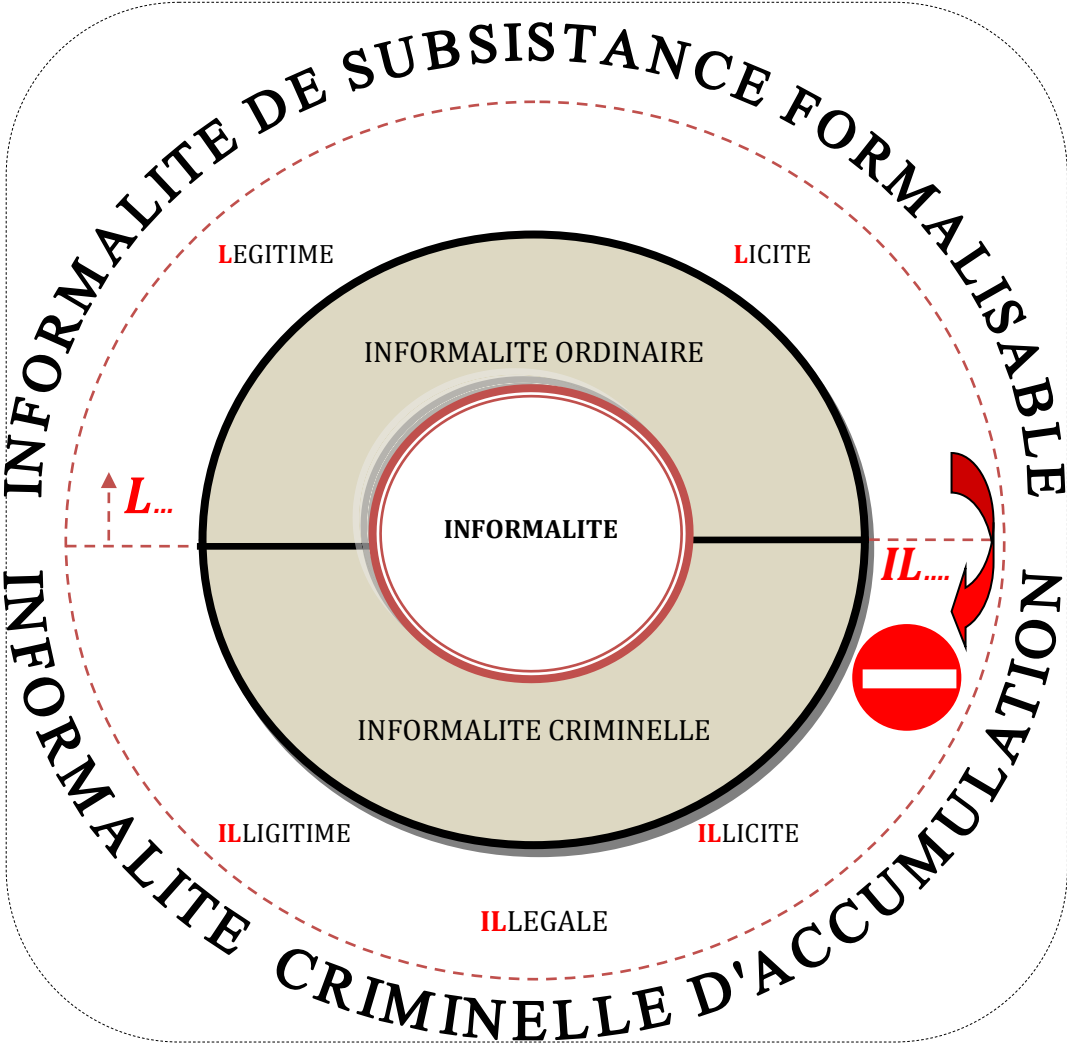 INFORMALITE DE SUBSISTANCE FORMALISABLE
LEGITIME
LICITE
INFORMALITE ORDINAIRE
L...
INFORMALITE
IL....
INFORMALITE CRIMINELLE
ILLIGITIME
ILLICITE
ILLEGALE
INFORMALITE CRIMINELLE D'ACCUMULATION